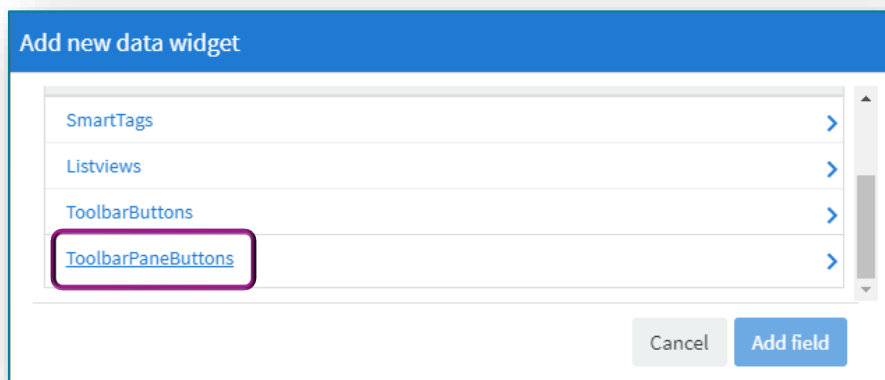 Add new data widget
SmartTags
Listviews
ToolbarButtons
ToolbarPaneButtons
Cancel Add field